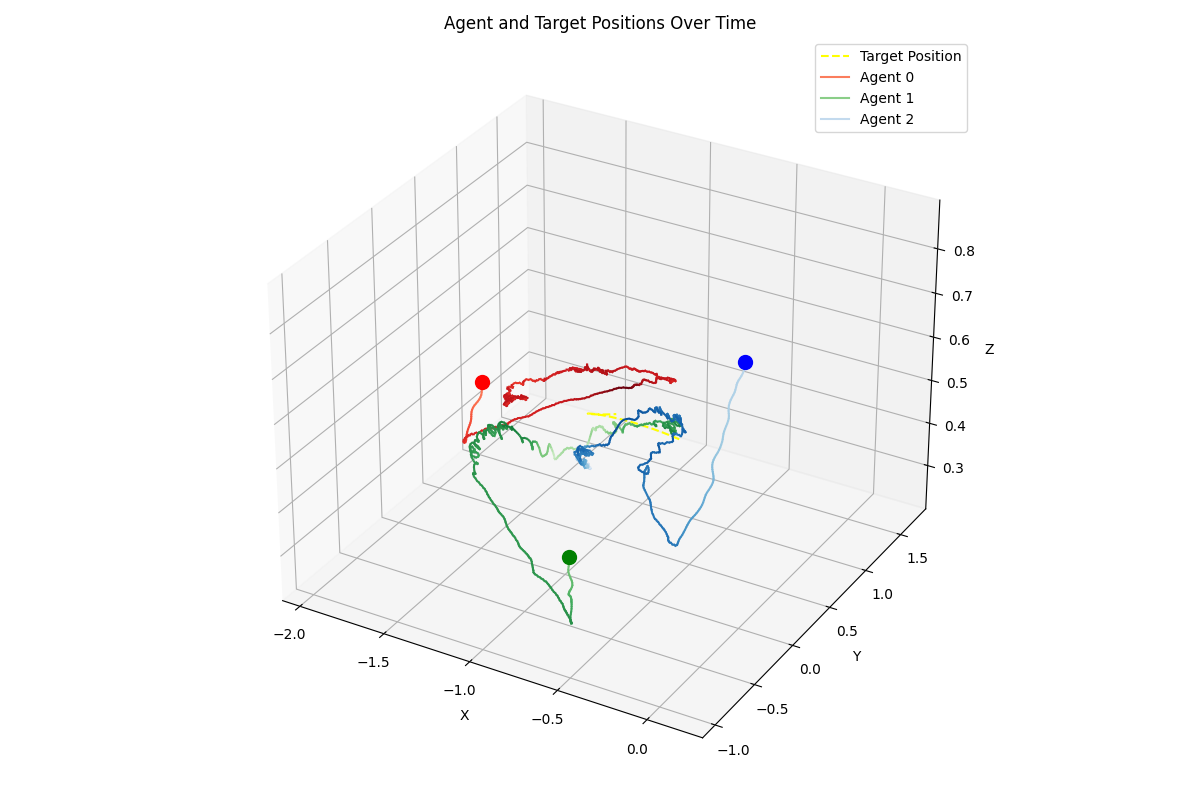 Agent and Target Positions Over Time
Target Position
Agent 0
Agent 1
Agent 2
0.8
0.7
0.6
0.5
0.4
0.3
Z
1.5
1.0
0.5
0.0
−0.5
−1.0
Y
−2.0
−1.5
−1.0
−0.5
0.0
X